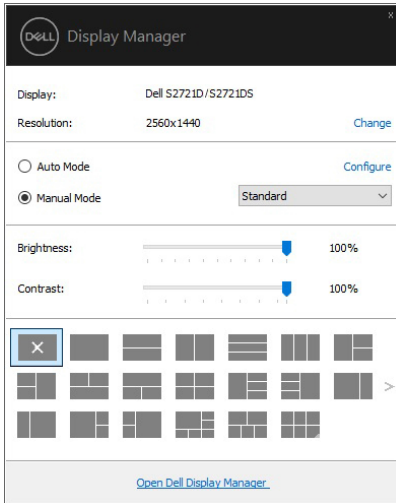 x
DELL Display Manager
Display: Dell S2721D/S2721DS
Resolution: 2560x1440 Change
Auto Mode Configure
Manual Mode Standard
Brightness: 100%
Contrast: 100%
>
Open Dell Display Manager